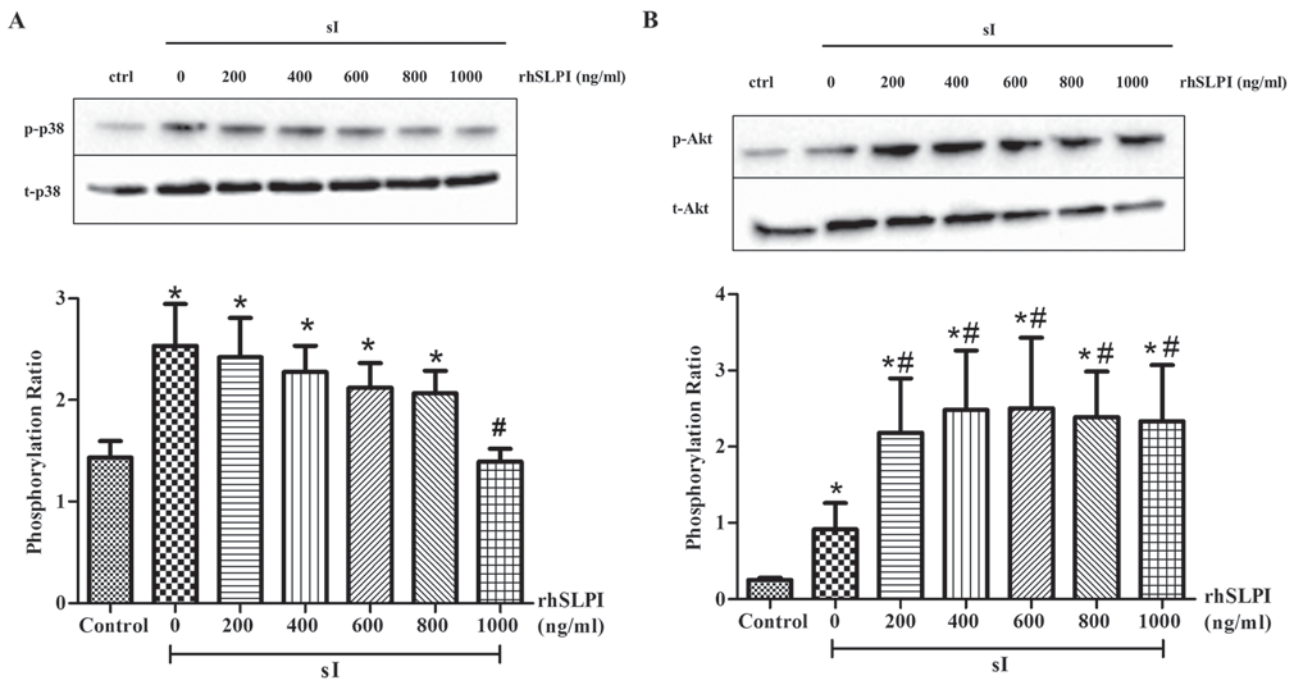 A
sI
ctrl 0 200 400 600 800 1000 rhSLPI (ng/ml)
p-p38
t-p38
Phosphorylation Ratio
3
2
1
0
* * * * * #
Control 0 200 400 600 800 1000 rhSLPI (ng/ml)
sI
B
sI
ctrl 0 200 400 600 800 1000 rhSLPI (ng/ml)
p-Akt
t-Akt
Phosphorylation Ratio
4
3
2
1
0
* *# *# *# *# *#
Control 0 200 400 600 800 1000 rhSLPI (ng/ml)
sI